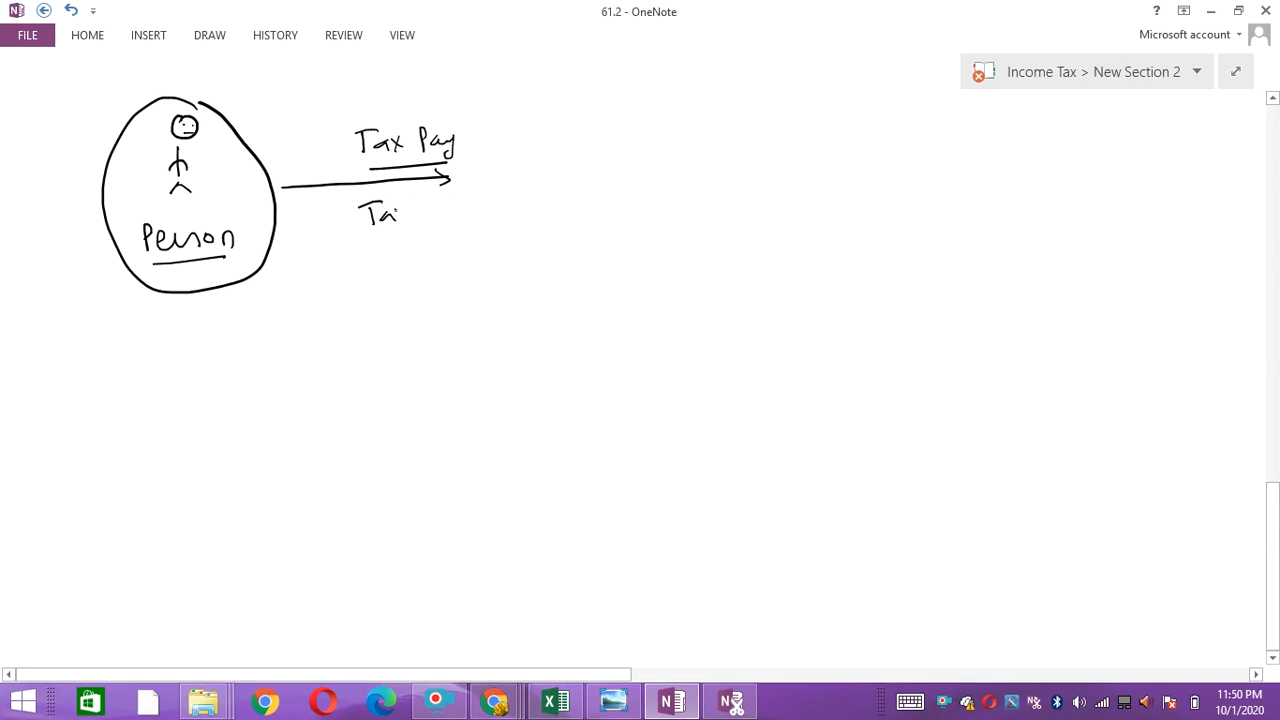 61.2 - OneNote
FILE HOME INSERT DRAW HISTORY REVIEW VIEW
Microsoft account
Income Tax > New Section 2
Tax Pay
Ta
Person
11:50 PM
10/1/2020